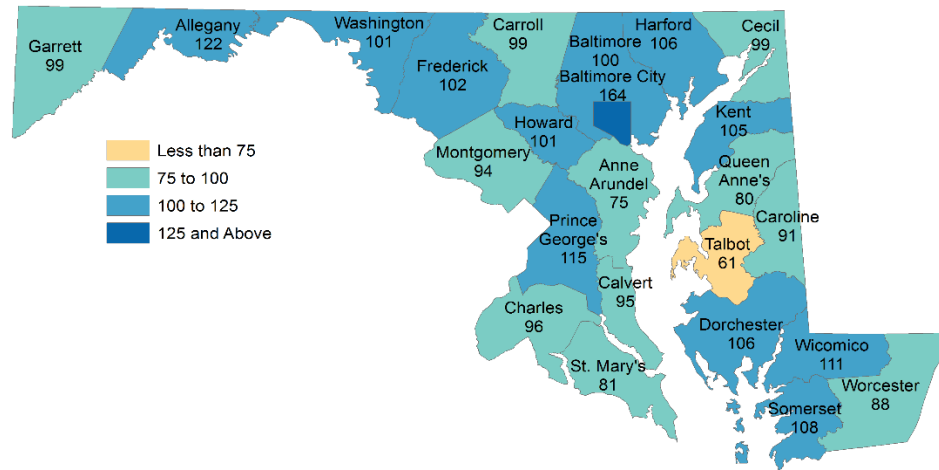 Garrett
99
Allegany
122
Washington
101
Frederick
102
Carroll
99
Baltimore
100
Baltimore City
164
Harford
106
Cecil
99
Howard
101
Montgomery
94
Kent
105
Queen
Anne's
80
Anne
Arundel
75
Caroline
91
Prince
George's
115
Talbot
61
Calvert
95
Charles
96
St. Mary's
81
Dorchester
106
Wicomico
111
Worcester
88
Somerset
108
Less than 75
75 to 100
100 to 125
125 and Above